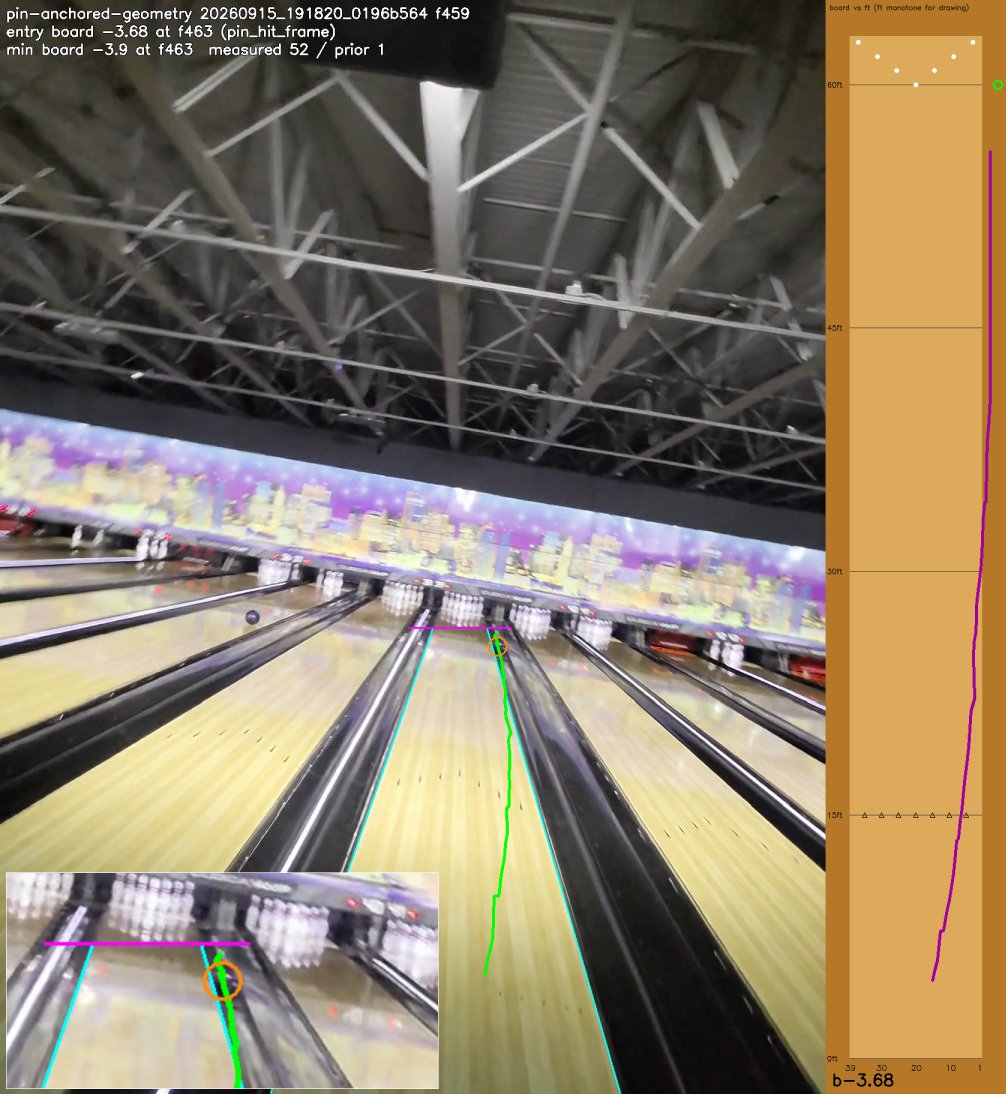 pin-anchored-geometry 20260915_191820_0196b564 f459
entry board -3.68 at f463 (pin_hit_frame)
min board -3.9 at f463 measured 52 / prior 1
board vs ft (ft monotone for drawing)
60ft
45ft
30ft
15ft
0ft
39 30 20 10 1
b-3.68